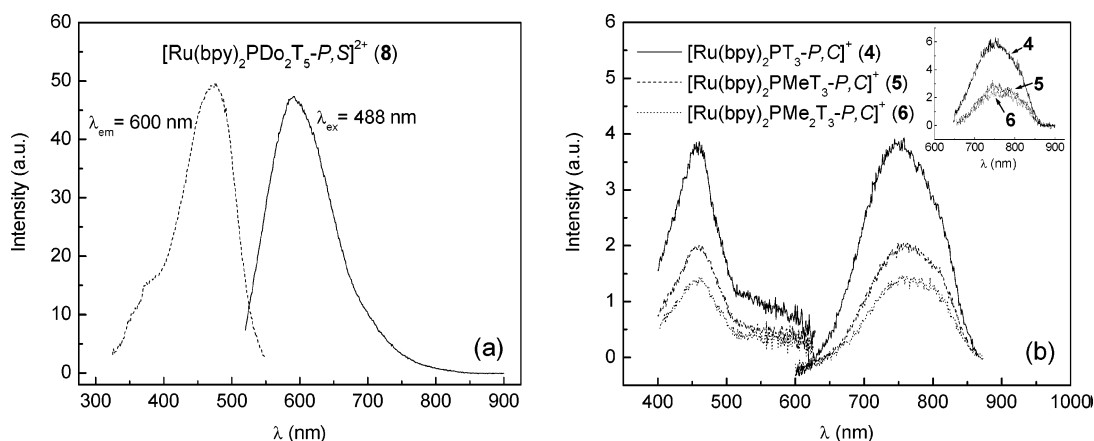 [Ru(bpy)₂PDo₂T₅-P,S]²⁺ (8)
λem= 600 nm
λex= 488 nm
Intensity (a.u.)
60
50
40
30
20
10
0
300 400 500 600 700 800 900
λ (nm)
(a)
[Ru(bpy)₂PT₃-P,C]⁺ (4)
[Ru(bpy)₂PMeT₃-P,C]⁺ (5)
[Ru(bpy)₂PMe₂T₃-P,C]⁺ (6)
Intensity (a.u.)
6
5
4
3
2
1
0
400 500 600 700 800 900 1000
λ (nm)
(b)
6
4
2
0
4
5
6
600 700 800 900
λ (nm)